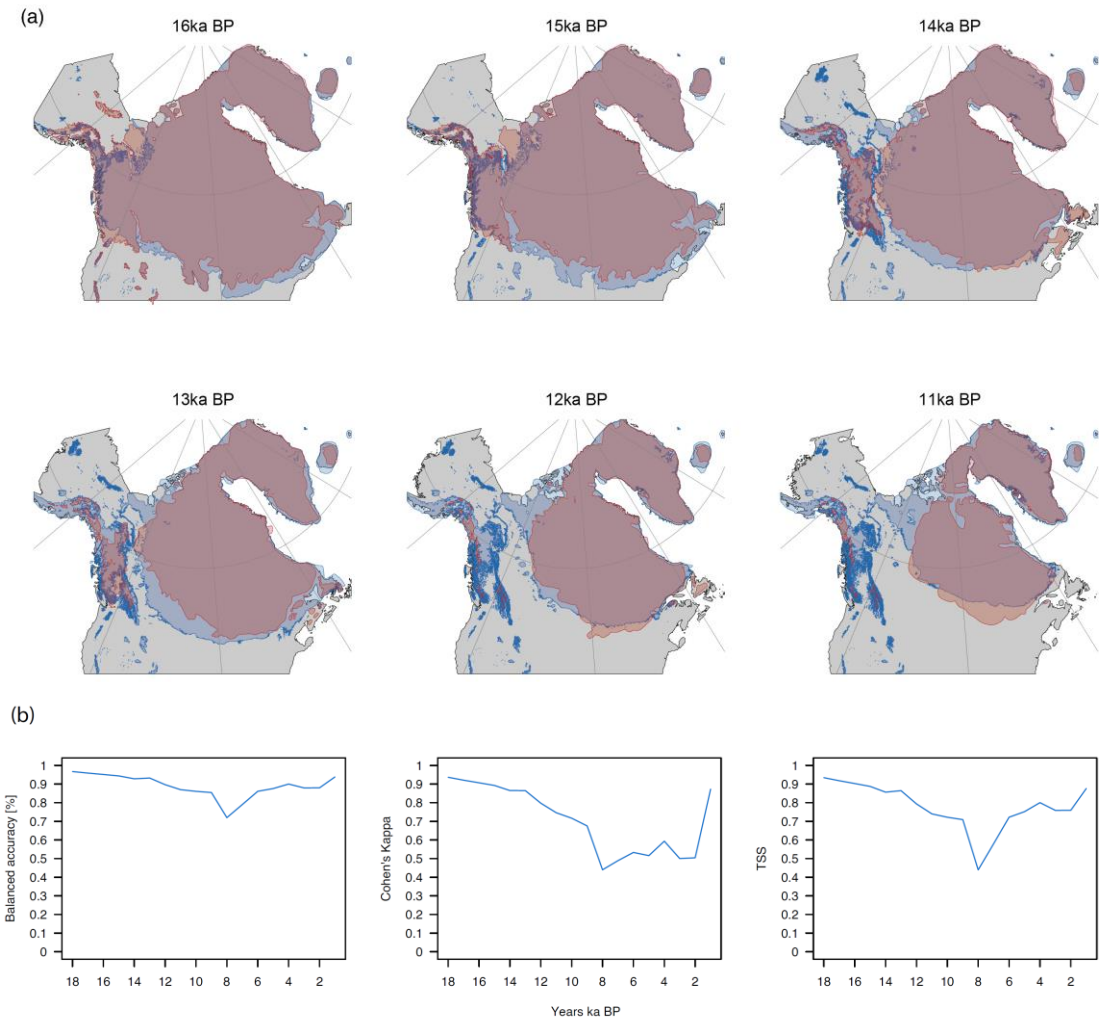 (a)
16ka BP
15ka BP
14ka BP
13ka BP
12ka BP
11ka BP
(b)
Balanced accuracy [%]
1
0.9
0.8
0.7
0.6
0.5
0.4
0.3
0.2
0.1
0
18 16 14 12 10 8 6 4 2
Cohen's Kappa
1
0.9
0.8
0.7
0.6
0.5
0.4
0.3
0.2
0.1
0
18 16 14 12 10 8 6 4 2
TSS
1
0.9
0.8
0.7
0.6
0.5
0.4
0.3
0.2
0.1
0
18 16 14 12 10 8 6 4 2
Years ka BP